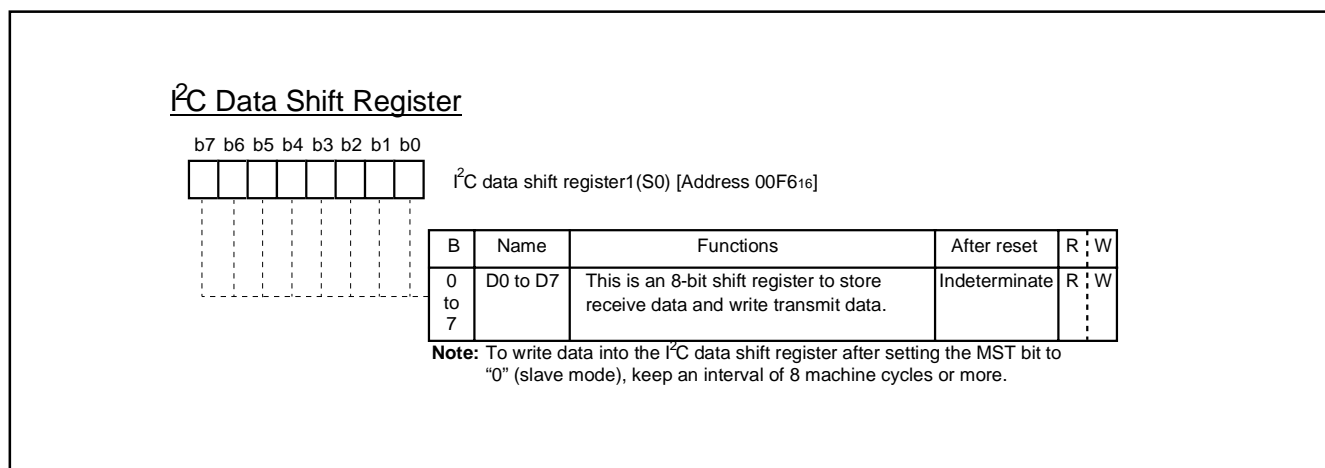 I²C Data Shift Register
b7 b6 b5 b4 b3 b2 b1 b0
I²C data shift register1(S0) [Address 00F6₁₆]
B Name Functions After reset R W
0 to 7 D0 to D7 This is an 8-bit shift register to store Indeterminate R W
receive data and write transmit data.
Note: To write data into the I²C data shift register after setting the MST bit to
“0” (slave mode), keep an interval of 8 machine cycles or more.